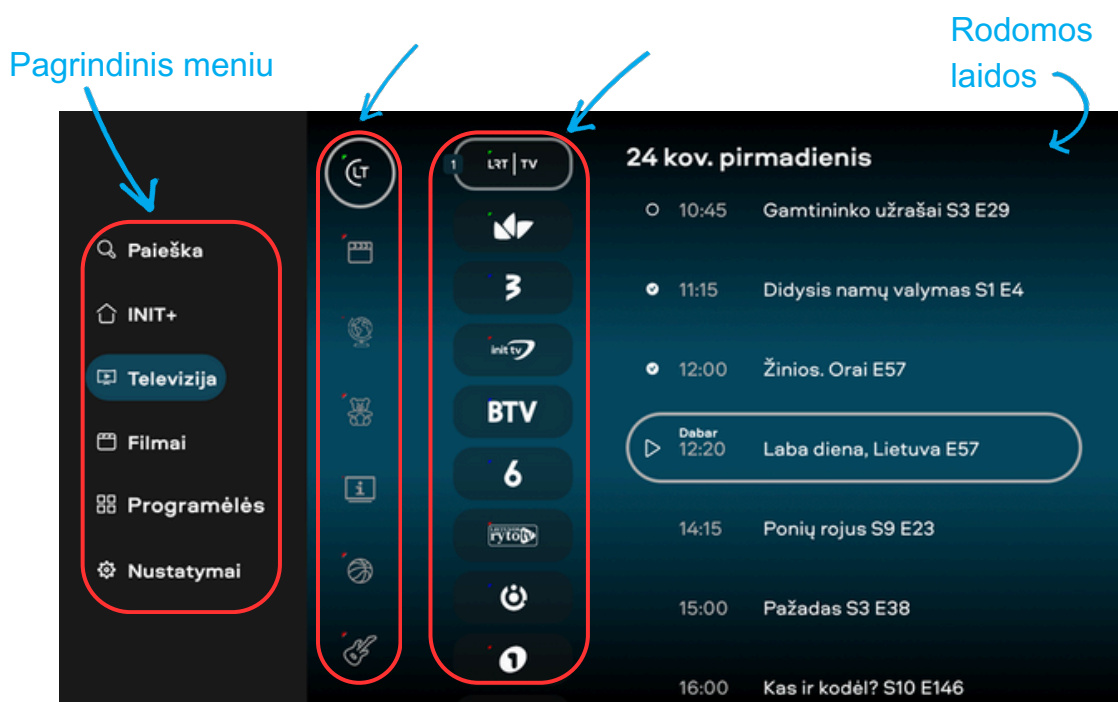 Pagrindinis meniu
Rodomos
laidos
Paieška
INIT+
Televizija
Filmai
Programėlės
Nustatymai
LT
1 LRT | TV
3
init tv
BTV
6
ryto
1
24 kov. pirmadienis
10:45 Gamtininko užrašai S3 E29
11:15 Didysis namų valymas S1 E4
12:00 Žinios. Orai E57
Dabar
12:20 Laba diena, Lietuva E57
14:15 Ponių rojus S9 E23
15:00 Pažadas S3 E38
16:00 Kas ir kodėl? S10 E146